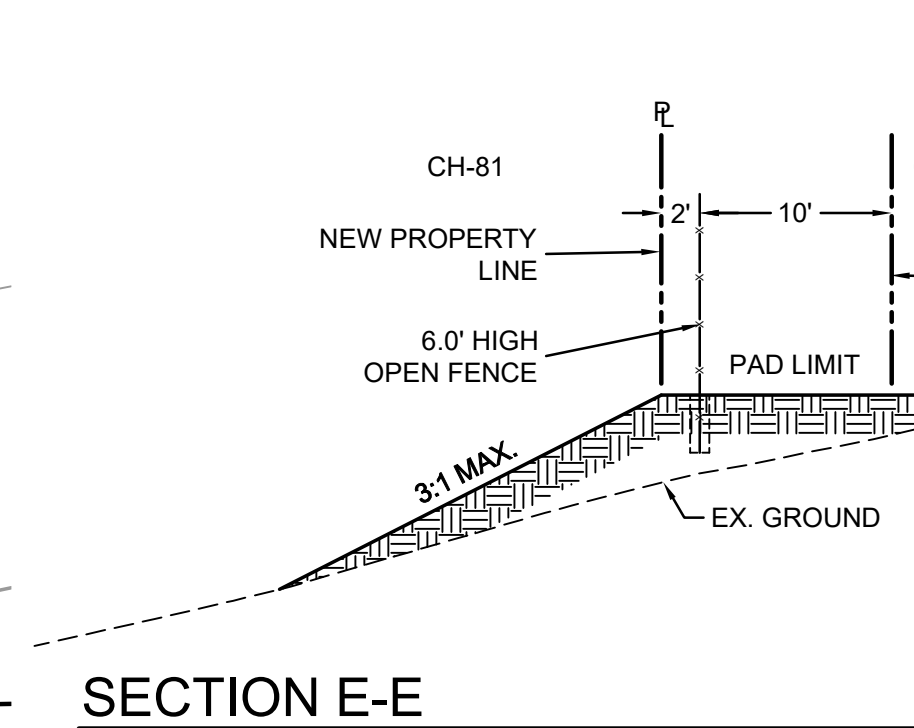 PL
CH-81
2'
10'
NEW PROPERTY
LINE
6.0' HIGH
OPEN FENCE
PAD LIMIT
3:1 MAX.
EX. GROUND
SECTION E-E